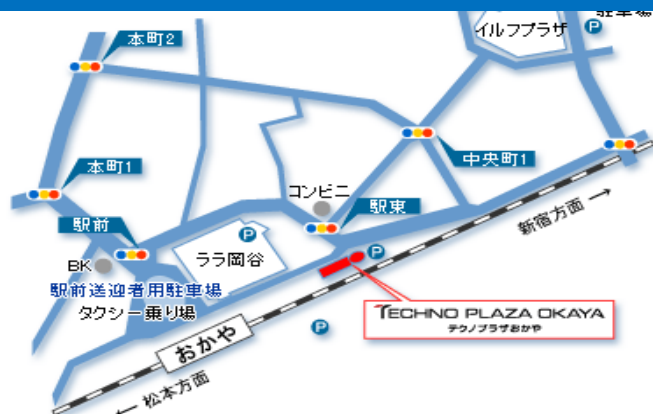 イルフプラザ
P
本町2
中央町1
本町1
コンビニ
駅東
新宿方面
駅前
P
ララ岡谷
P
BK
駅前送迎者用駐車場
タクシー乗り場
TECHNO PLAZA OKAYA
テクノプラザおかや
P
おかや
松本方面